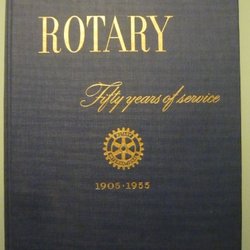 ROTARY
Fifty years of service
1905 · 1955